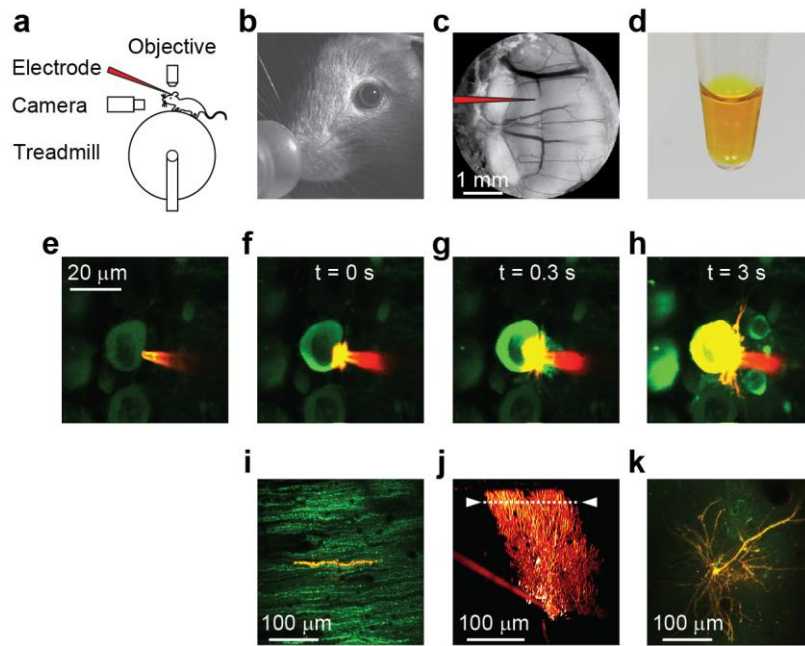 a
b
c
d
Objective
Electrode
Camera
Treadmill
1 mm
e
f
g
h
20 μm
t = 0 s
t = 0.3 s
t = 3 s
i
j
k
100 μm
100 μm
100 μm